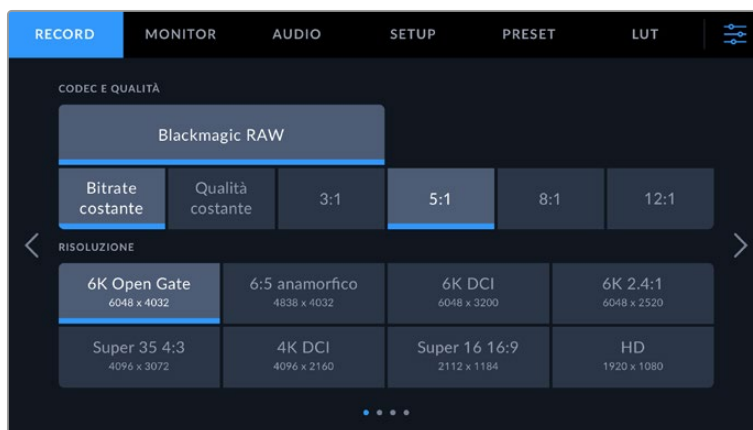 RECORD MONITOR AUDIO SETUP PRESET LUT
CODEC E QUALITÀ
Blackmagic RAW
Bitrate costante Qualità costante 3:1 5:1 8:1 12:1
RISOLUZIONE
6K Open Gate 6:5 anamorfico 6K DCI 6K 2.4:1
6048 x 4032 4838 x 4032 6048 x 3200 6048 x 2520
Super 35 4:3 4K DCI Super 16 16:9 HD
4096 x 3072 4096 x 2160 2112 x 1184 1920 x 1080